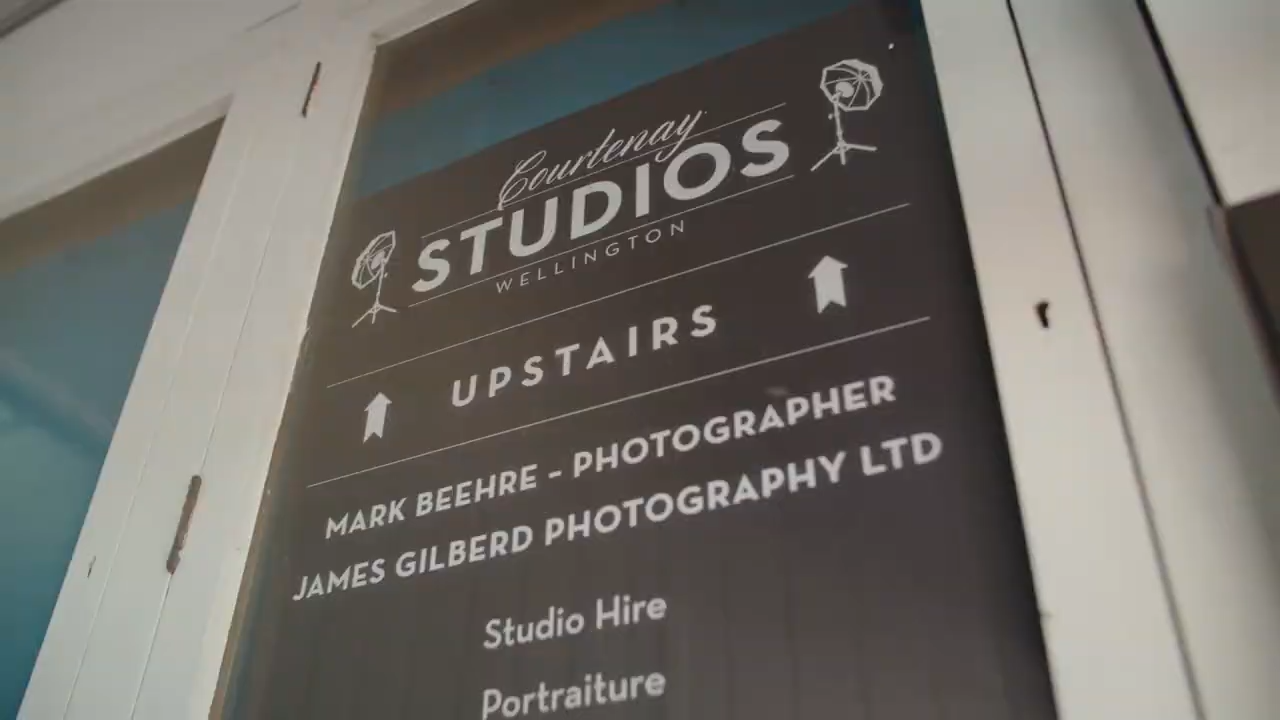 Courtenay
STUDIOS
WELLINGTON
UPSTAIRS
MARK BEEHRE – PHOTOGRAPHER
JAMES GILBERD PHOTOGRAPHY LTD
Studio Hire
Portraiture